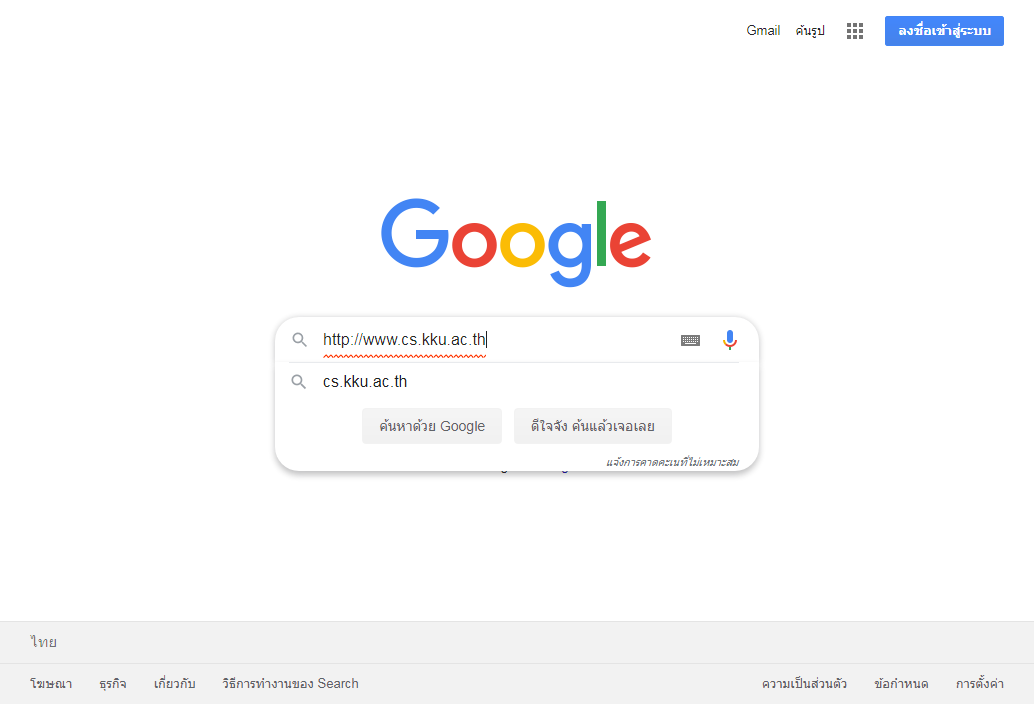 Gmail ค้นรูป ลงชื่อเข้าสู่ระบบ
Google
http://www.cs.kku.ac.th
cs.kku.ac.th
ค้นหาด้วย Google ดีใจจัง ค้นแล้วเจอเลย
แจ้งการคาดคะเนที่ไม่เหมาะสม
ไทย
โฆษณา ธุรกิจ เกี่ยวกับ วิธีการทำงานของ Search ความเป็นส่วนตัว ข้อกำหนด การตั้งค่า